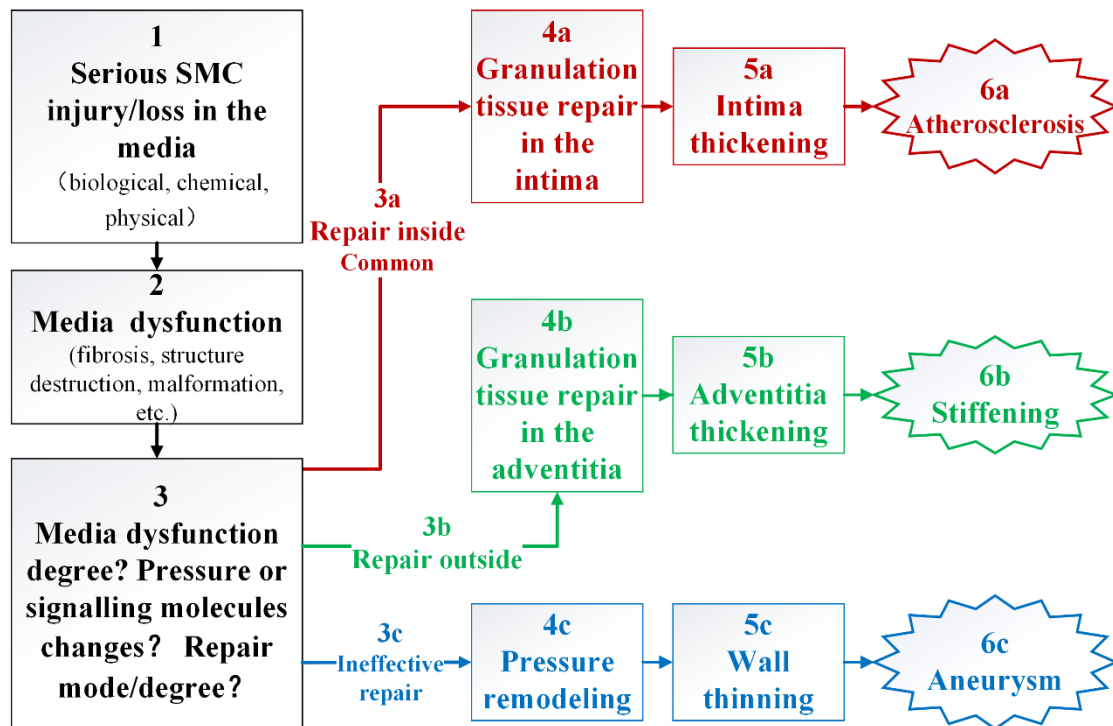 1
Serious SMC
injury/loss in the
media
（biological, chemical,
physical）
2
Media dysfunction
(fibrosis, structure
destruction, malformation,
etc.)
3
Media dysfunction
degree? Pressure or
signalling molecules
changes？ Repair
mode/degree？
3a
Repair inside
Common
4a
Granulation
tissue repair
in the
intima
5a
Intima
thickening
6a
Atherosclerosis
3b
Repair outside
4b
Granulation
tissue repair
in the
adventitia
5b
Adventitia
thickening
6b
Stiffening
3c
Ineffective
repair
4c
Pressure
remodeling
5c
Wall
thinning
6c
Aneurysm